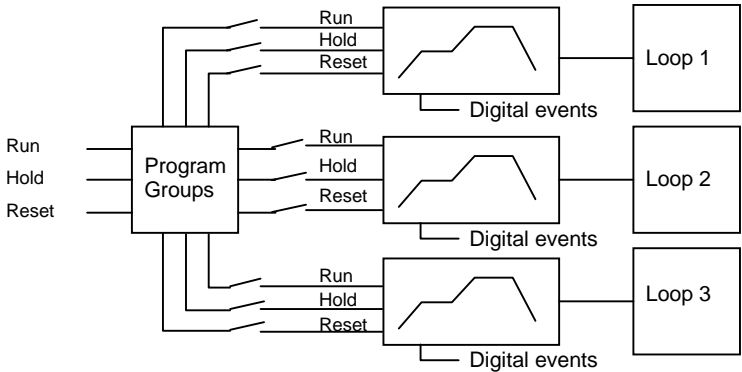 Run
Hold
Reset
Loop 1
Digital events
Run
Hold
Reset
Program
Groups
Run
Hold
Reset
Loop 2
Digital events
Run
Hold
Reset
Loop 3
Digital events